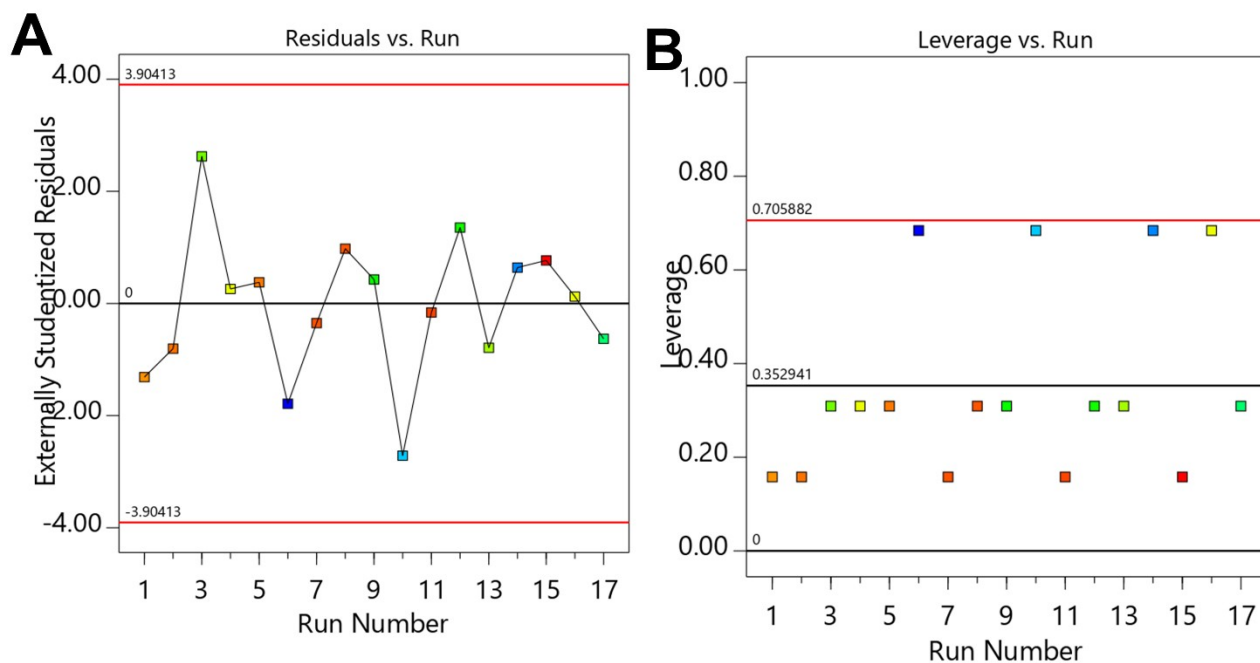 A
Residuals vs. Run
4.00
3.90413
2.00
0.00
0
-2.00
-4.00
-3.90413
Externally Studentized Residuals
1 3 5 7 9 11 13 15 17
Run Number
B
Leverage vs. Run
1.00
0.80
0.705882
0.60
0.40
0.352941
0.20
0.00
0
Leverage
1 3 5 7 9 11 13 15 17
Run Number